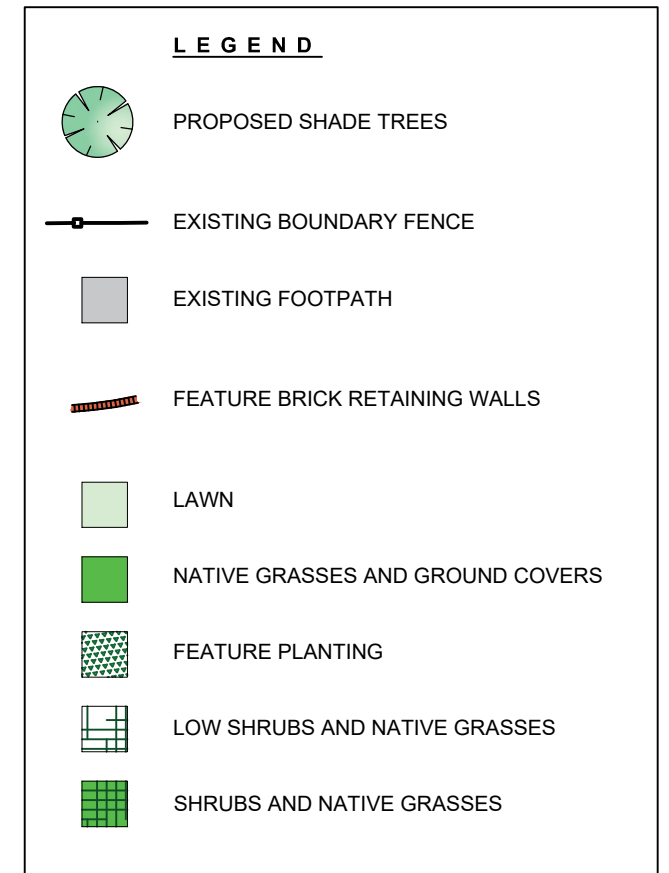 LEGEND
PROPOSED SHADE TREES
EXISTING BOUNDARY FENCE
EXISTING FOOTPATH
FEATURE BRICK RETAINING WALLS
LAWN
NATIVE GRASSES AND GROUND COVERS
FEATURE PLANTING
LOW SHRUBS AND NATIVE GRASSES
SHRUBS AND NATIVE GRASSES